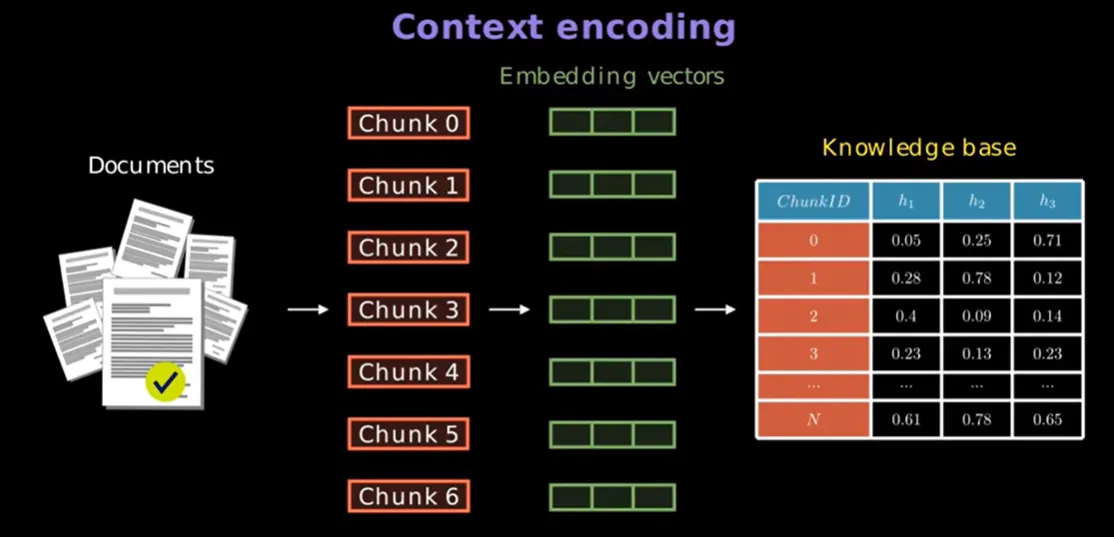 Context encoding
Embedding vectors
Documents
Chunk 0
Chunk 1
Chunk 2
Chunk 3
Chunk 4
Chunk 5
Chunk 6
Knowledge base
ChunkID h₁ h₂ h₃
0 0.05 0.25 0.71
1 0.28 0.78 0.12
2 0.4 0.09 0.14
3 0.23 0.13 0.23
... ... ... ...
N 0.61 0.78 0.65